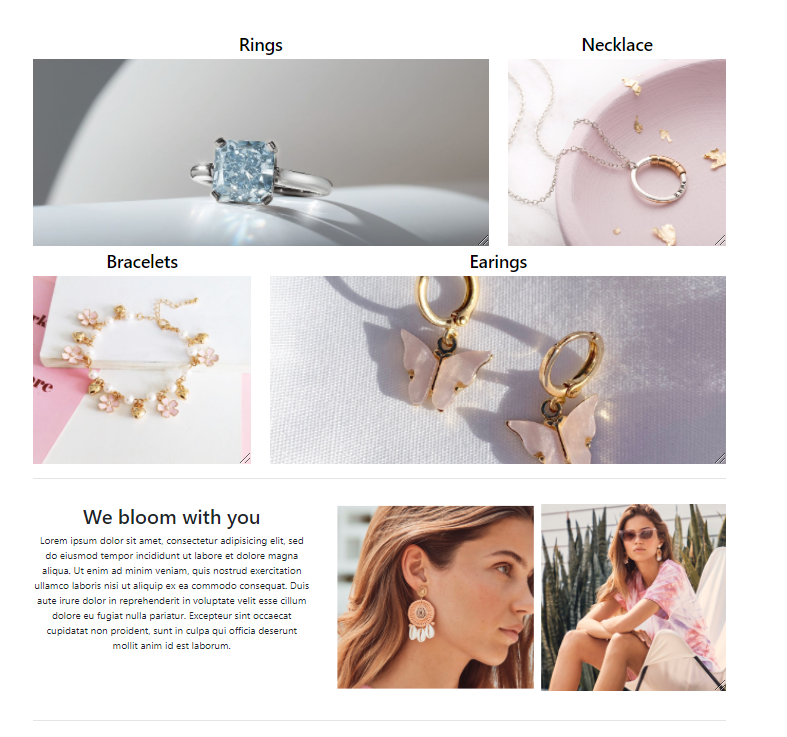 Rings
Necklace
Bracelets
Earings
We bloom with you
Lorem ipsum dolor sit amet, consectetur adipisicing elit, sed
do eiusmod tempor incididunt ut labore et dolore magna
aliqua. Ut enim ad minim veniam, quis nostrud exercitation
ullamco laboris nisi ut aliquip ex ea commodo consequat. Duis
aute irure dolor in reprehenderit in voluptate velit esse cillum
dolore eu fugiat nulla pariatur. Excepteur sint occaecat
cupidatat non proident, sunt in culpa qui officia deserunt
mollit anim id est laborum.